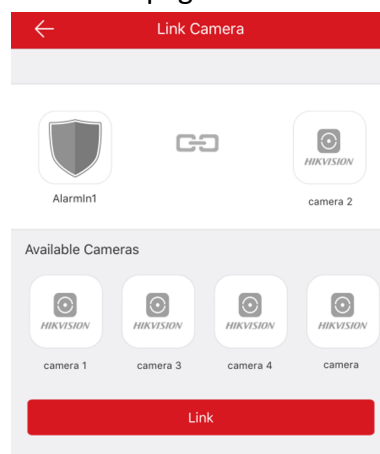 Link Camera
HIKVISION
AlarmIn1
camera 2
Available Cameras
HIKVISION HIKVISION HIKVISION HIKVISION
camera 1 camera 3 camera 4 camera
Link